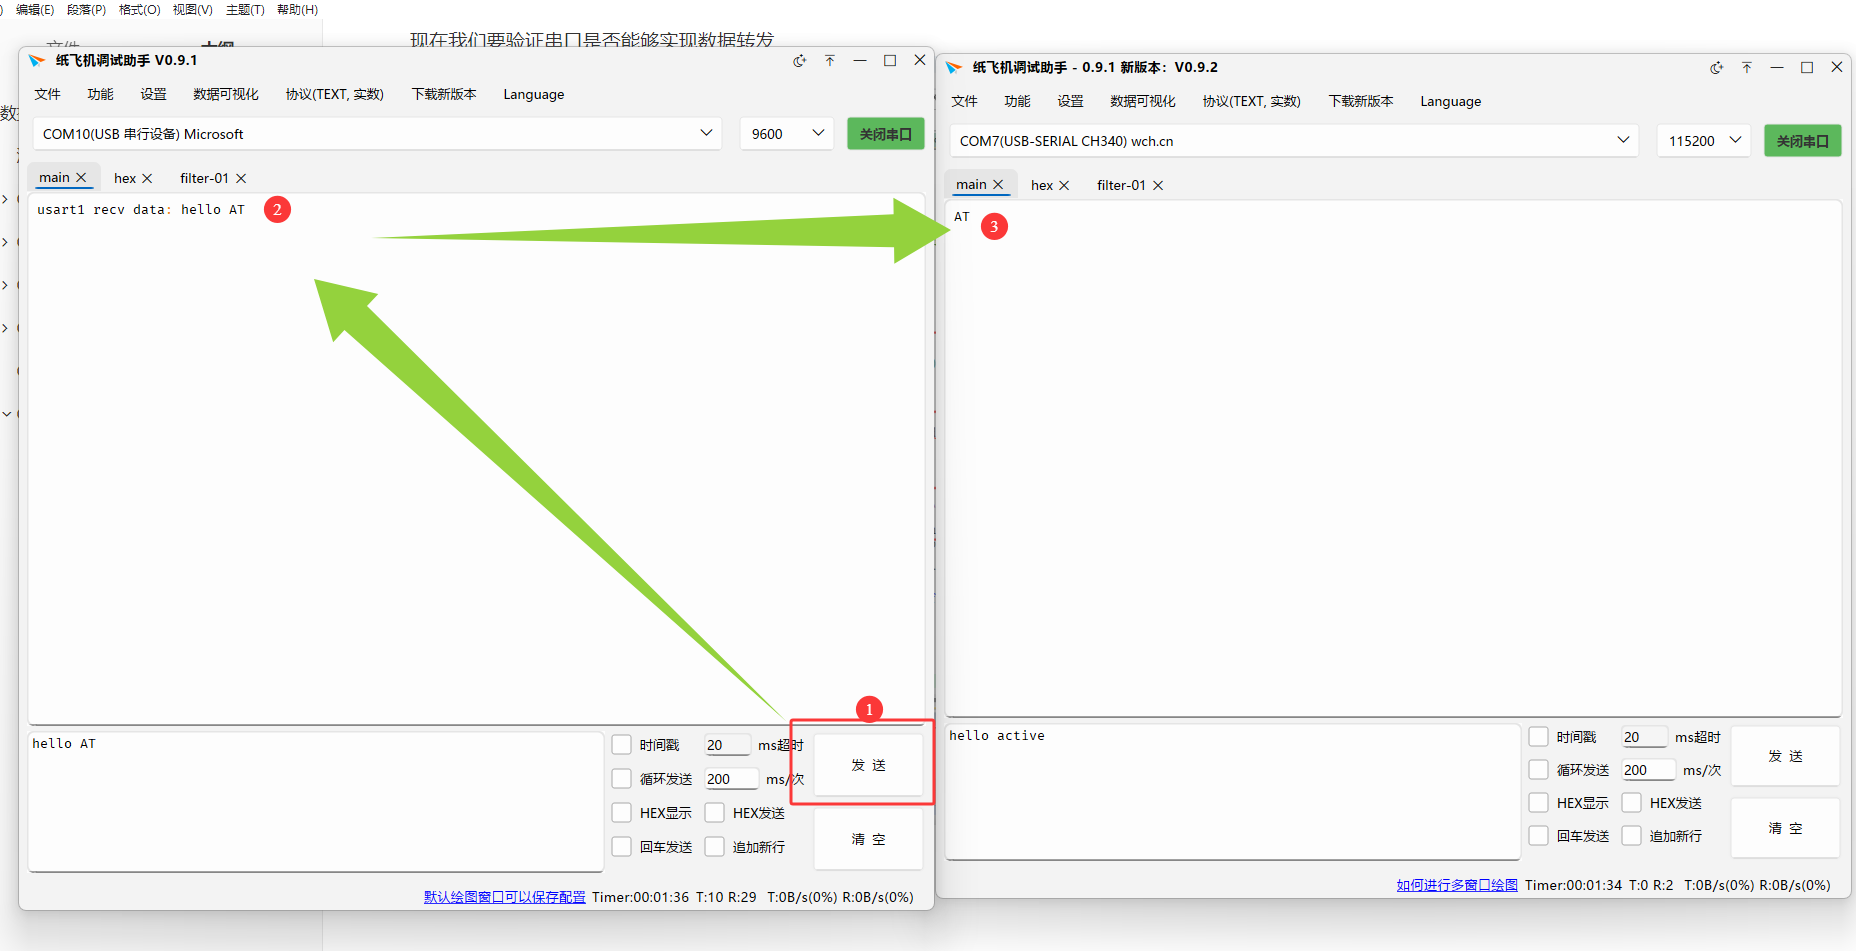 ) 编辑(E) 段落(P) 格式(O) 视图(V) 主题(T) 帮助(H)
现在我们要验证串口是否能够实现数据转发
文件 大纲
纸飞机调试助手 V0.9.1
文件 功能 设置 数据可视化 协议(TEXT, 实数) 下载新版本 Language
COM10(USB 串行设备) Microsoft 9600 关闭串口
main hex filter-01
usart1 recv data: hello AT 2
1
hello AT
时间戳 20 ms超时
循环发送 200 ms/次
HEX显示 HEX发送
回车发送 追加新行
发 送
清 空
默认绘图窗口可以保存配置 Timer:00:01:36 T:10 R:29 T:0B/s(0%) R:0B/s(0%)
纸飞机调试助手 - 0.9.1 新版本：V0.9.2
文件 功能 设置 数据可视化 协议(TEXT, 实数) 下载新版本 Language
COM7(USB-SERIAL CH340) wch.cn 115200 关闭串口
main hex filter-01
AT 3
hello active
时间戳 20 ms超时
循环发送 200 ms/次
HEX显示 HEX发送
回车发送 追加新行
发 送
清 空
如何进行多窗口绘图 Timer:00:01:34 T:0 R:2 T:0B/s(0%) R:0B/s(0%)